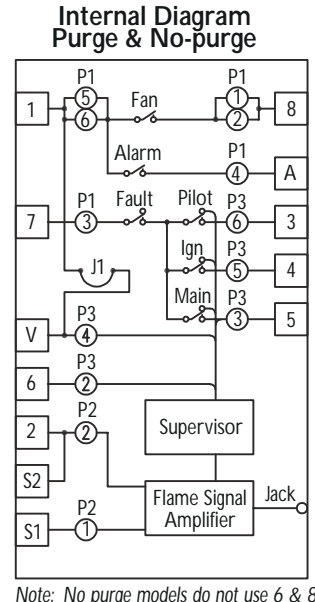 Internal Diagram
Purge & No-purge
P1 P1
1 5 Fan 1 8
6 2
Alarm P1
4 A
P1 Fault Pilot P3
7 3 6 3
Ign P3
J1 5 4
Main P3
P3 3 5
V 4
P3
6 2
P2
2 2 Supervisor
S2
Flame Signal Jack
P2 Amplifier
S1 1
Note: No purge models do not use 6 & 8